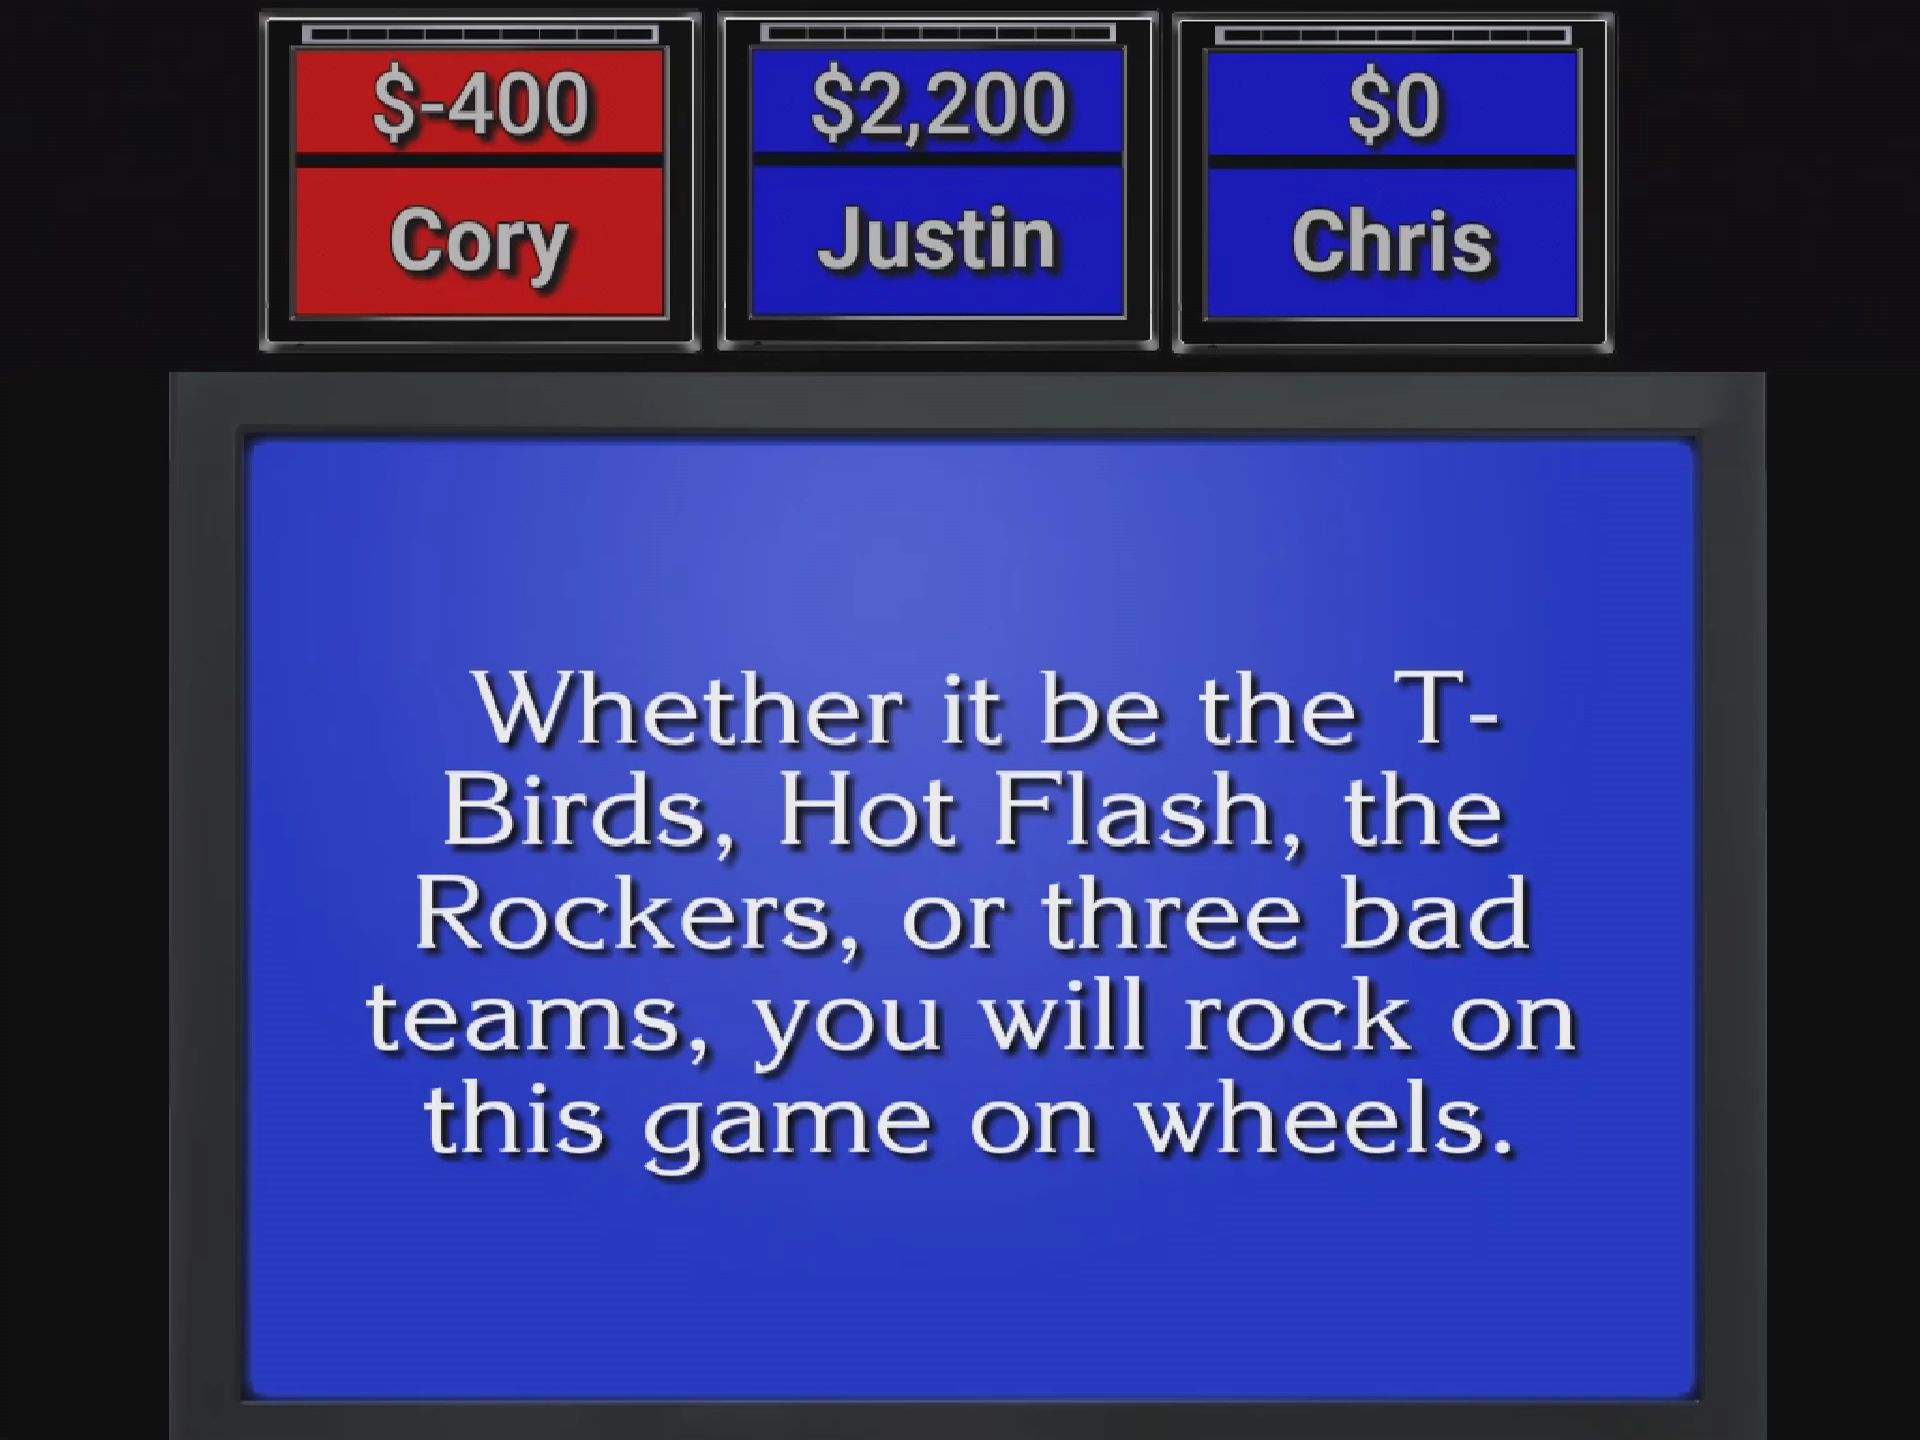 $-400
Cory
$2,200
Justin
$0
Chris
Whether it be the T-
Birds, Hot Flash, the
Rockers, or three bad
teams, you will rock on
this game on wheels.